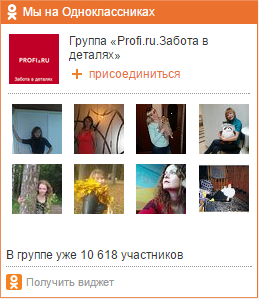 Мы на Одноклассниках
PROFI.RU
Забота в деталях
Группа «Profi.ru.Забота в
деталях»
+ присоединиться
В группе уже 10 618 участников
Получить виджет